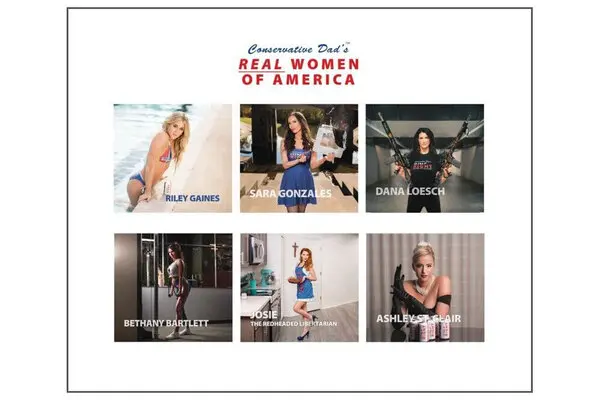 Conservative Dad's™
REAL WOMEN
OF AMERICA
RILEY GAINES
SARA GONZALES
DANA LOESCH
BETHANY BARTLETT
JOSIE
THE REDHEADED LIBERTARIAN
ASHLEY ST. CLAIR